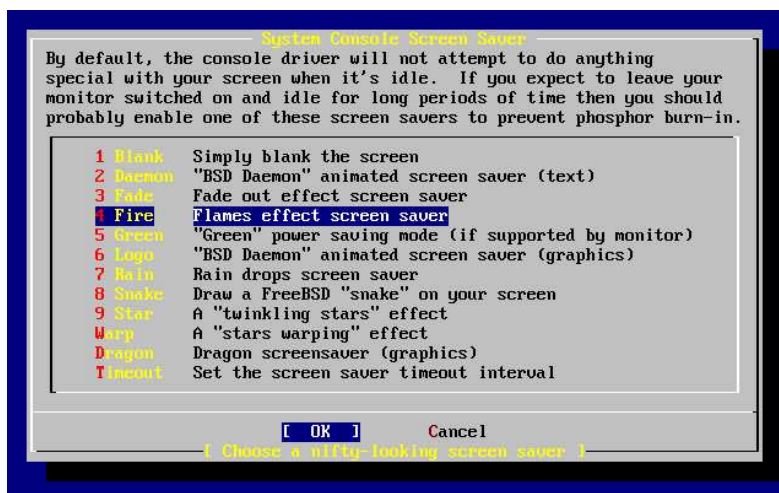 System Console Screen Saver
By default, the console driver will not attempt to do anything
special with your screen when it's idle.  If you expect to leave your
monitor switched on and idle for long periods of time then you should
probably enable one of these screen savers to prevent phosphor burn-in.
1 Blank    Simply blank the screen
2 Daemon   "BSD Daemon" animated screen saver (text)
3 Fade     Fade out effect screen saver
4 Fire     Flames effect screen saver
5 Green    "Green" power saving mode (if supported by monitor)
6 Logo     "BSD Daemon" animated screen saver (graphics)
7 Rain     Rain drops screen saver
8 Snake    Draw a FreeBSD "snake" on your screen
9 Star     A "twinkling stars" effect
Warp       A "stars warping" effect
Dragon     Dragon screensaver (graphics)
Timeout    Set the screen saver timeout interval
[  OK  ]      Cancel
[ Choose a nifty-looking screen saver ]